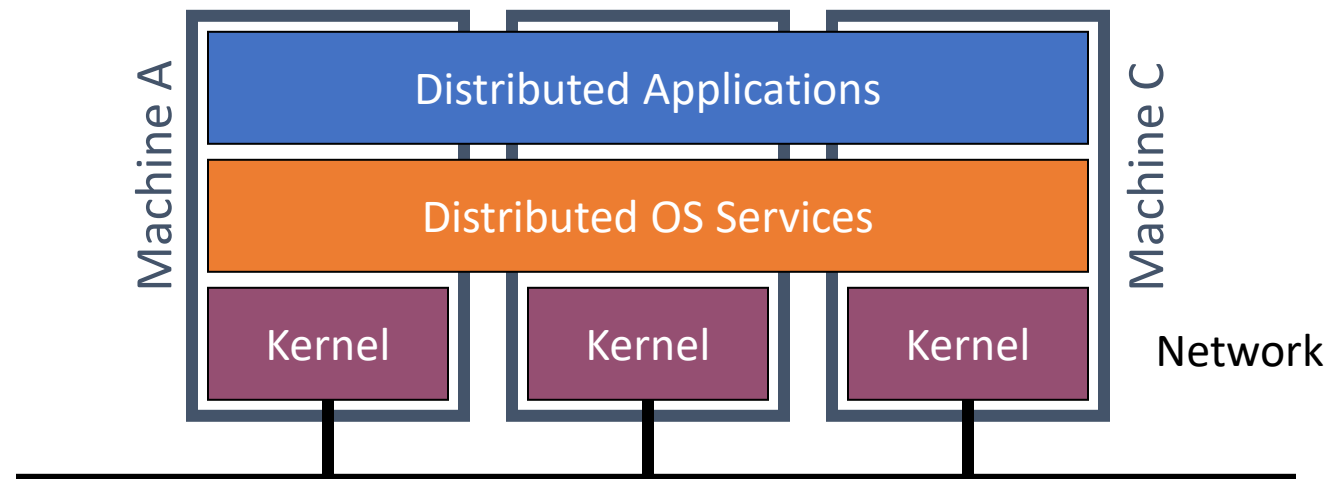 Machine A
Distributed Applications
Machine C
Distributed OS Services
Kernel
Kernel
Kernel
Network